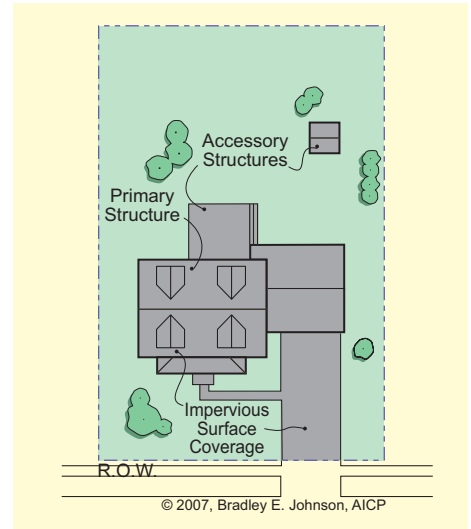 Accessory
Structures
Primary
Structure
Impervious
Surface
Coverage
R.O.W.
© 2007, Bradley E. Johnson, AICP